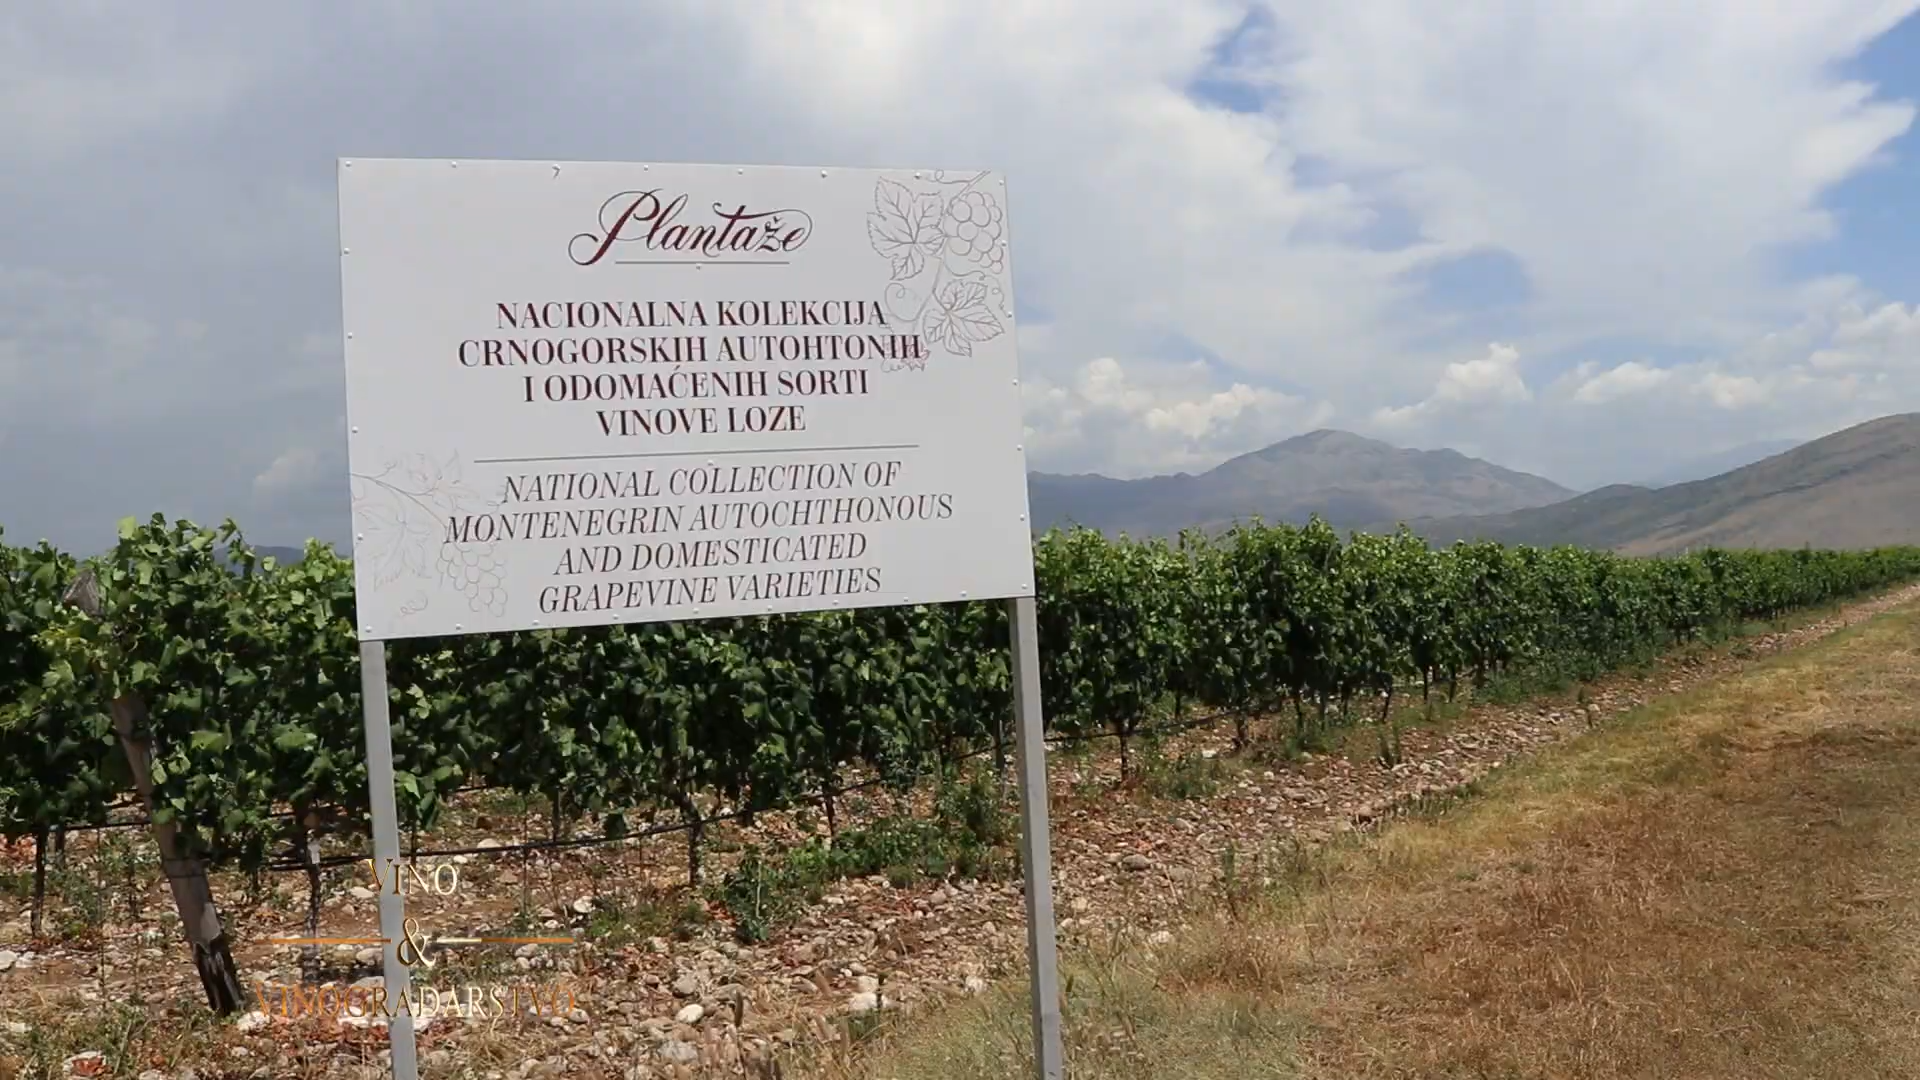 Plantaže
NACIONALNA KOLEKCIJA
CRNOGORSKIH AUTOHTONIH
I ODOMAĆENIH SORTI
VINOVE LOZE
NATIONAL COLLECTION OF
MONTENEGRIN AUTOCHTHONOUS
AND DOMESTICATED
GRAPEVINE VARIETIES
VINO
&
VINOGRADARSTVO